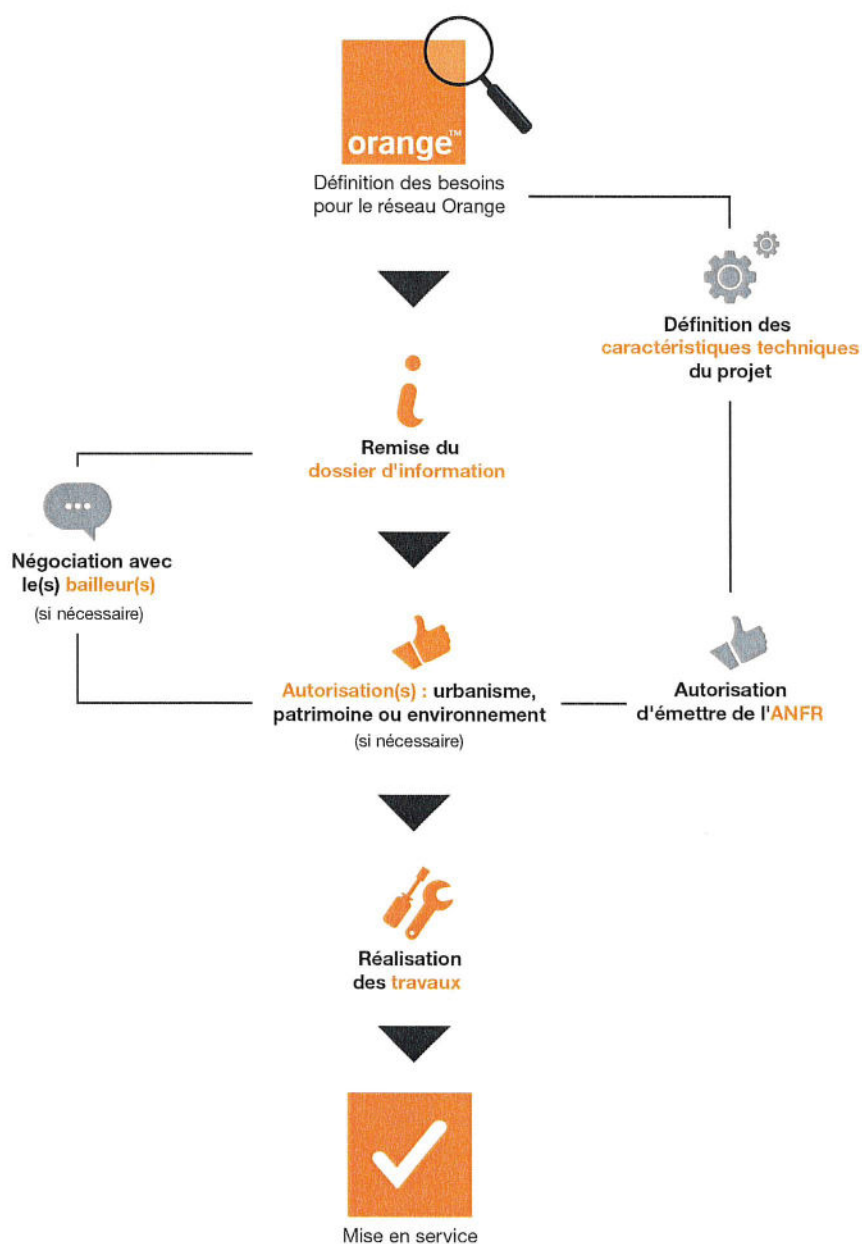 orange™
Définition des besoins
pour le réseau Orange
Définition des
caractéristiques techniques
du projet
Remise du
dossier d'information
Négociation avec
le(s) bailleur(s)
(si nécessaire)
Autorisation(s) : urbanisme,
patrimoine ou environnement
(si nécessaire)
Autorisation
d'émettre de l'ANFR
Réalisation
des travaux
Mise en service